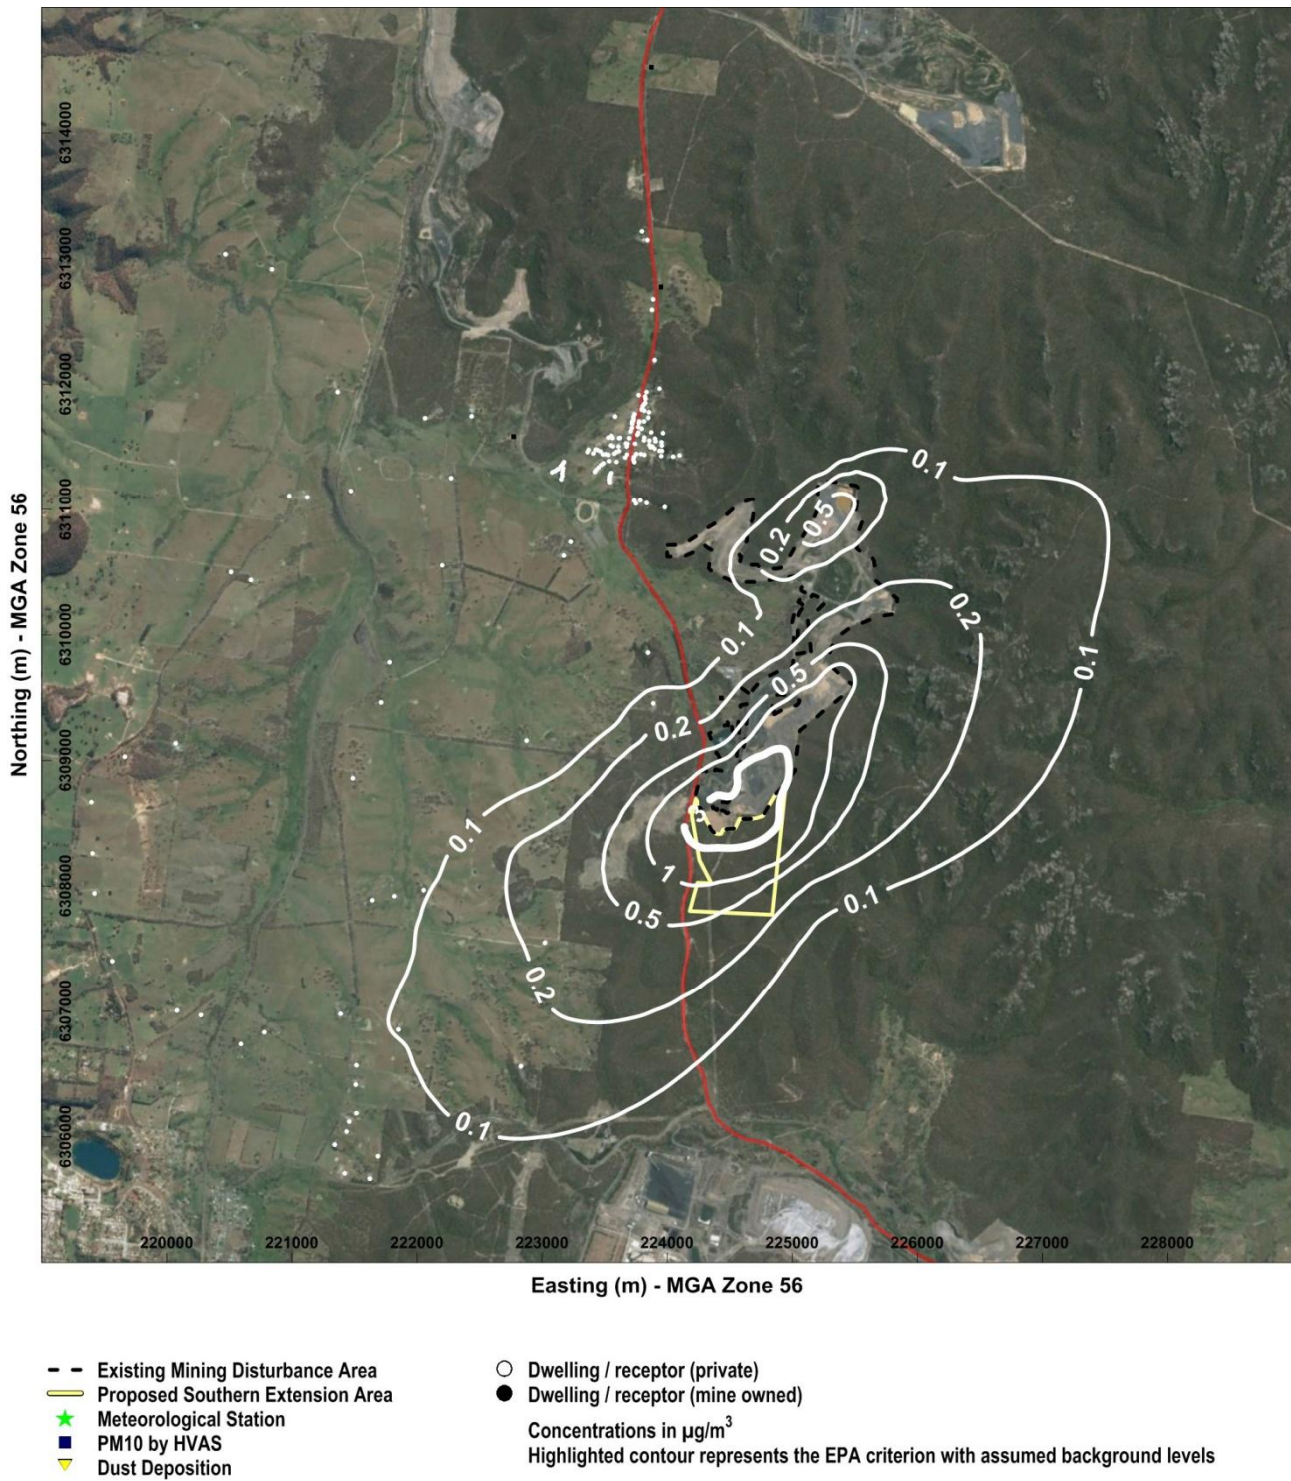 Northing (m) - MGA Zone 56
6314000
6313000
6312000
6311000
6310000
6309000
6308000
6307000
6306000
0.1
0.5
0.2
0.2
0.1
0.1
0.5
0.2
0.1
1
0.5
0.1
0.2
0.1
220000 221000 222000 223000 224000 225000 226000 227000 228000
Easting (m) - MGA Zone 56
Existing Mining Disturbance Area
Proposed Southern Extension Area
Meteorological Station
PM10 by HVAS
Dust Deposition
Dwelling / receptor (private)
Dwelling / receptor (mine owned)
Concentrations in µg/m³
Highlighted contour represents the EPA criterion with assumed background levels